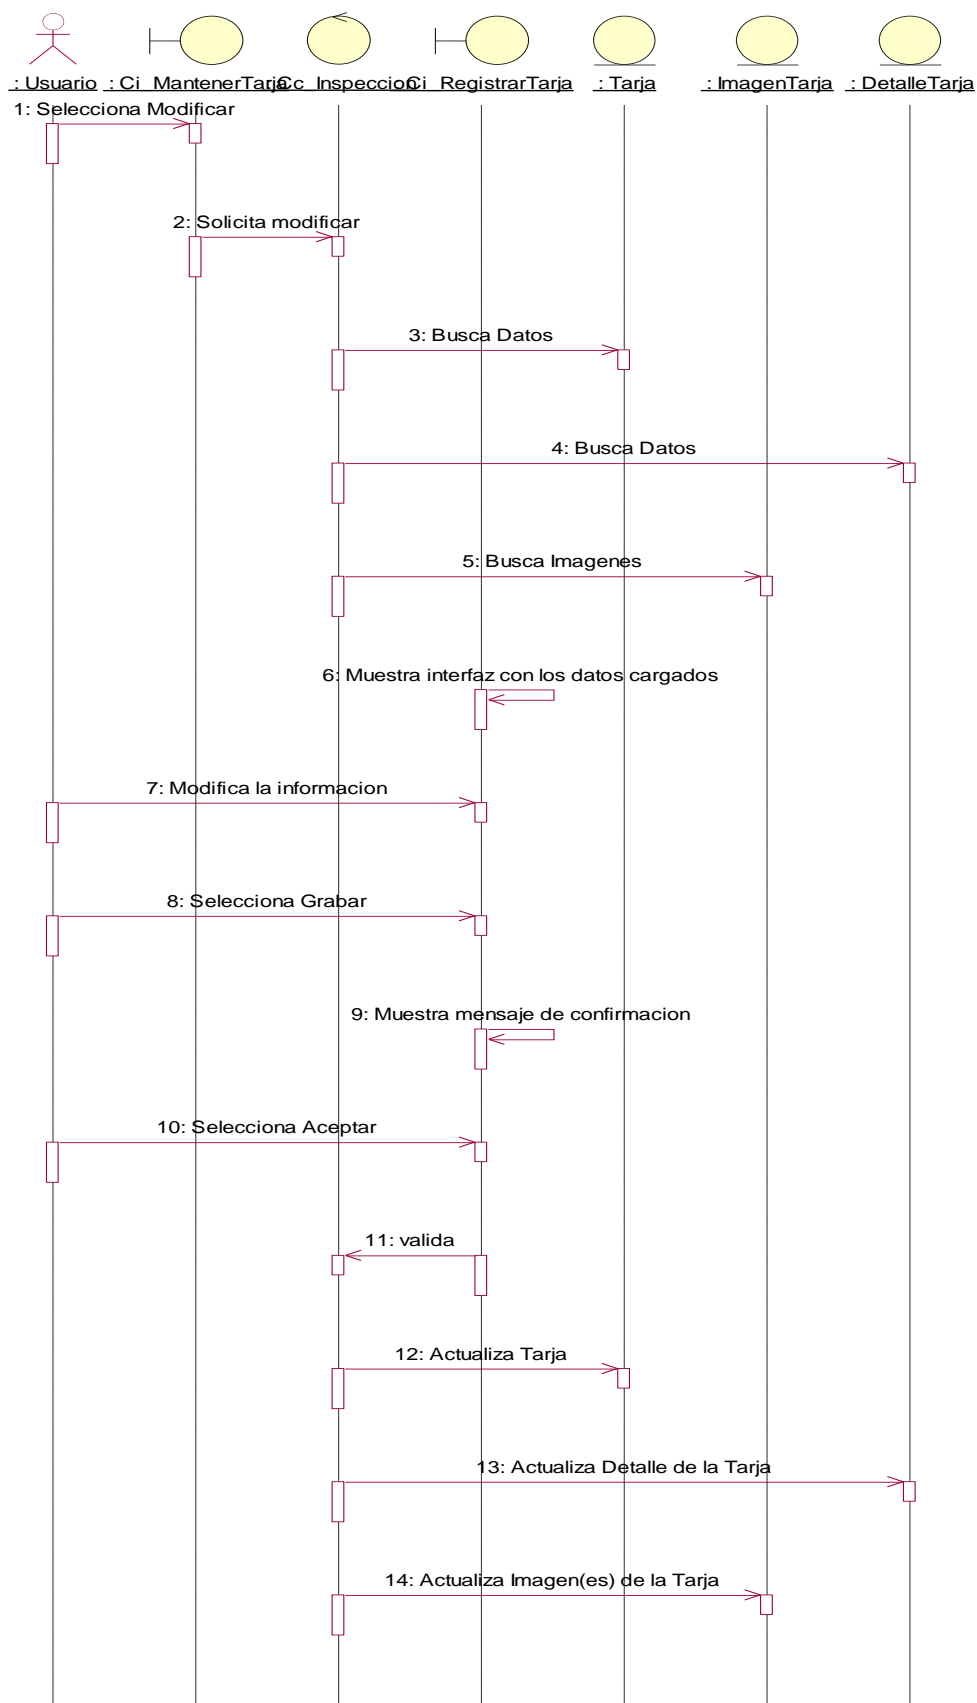 : Usuario : Ci_MantenerTarja : Cc_Inspeccion Ci_RegistrarTarja : Tarja : ImagenTarja : DetalleTarja
1: Selecciona Modificar
2: Solicita modificar
3: Busca Datos
4: Busca Datos
5: Busca Imagenes
6: Muestra interfaz con los datos cargados
7: Modifica la informacion
8: Selecciona Grabar
9: Muestra mensaje de confirmacion
10: Selecciona Aceptar
11: valida
12: Actualiza Tarja
13: Actualiza Detalle de la Tarja
14: Actualiza Imagen(es) de la Tarja